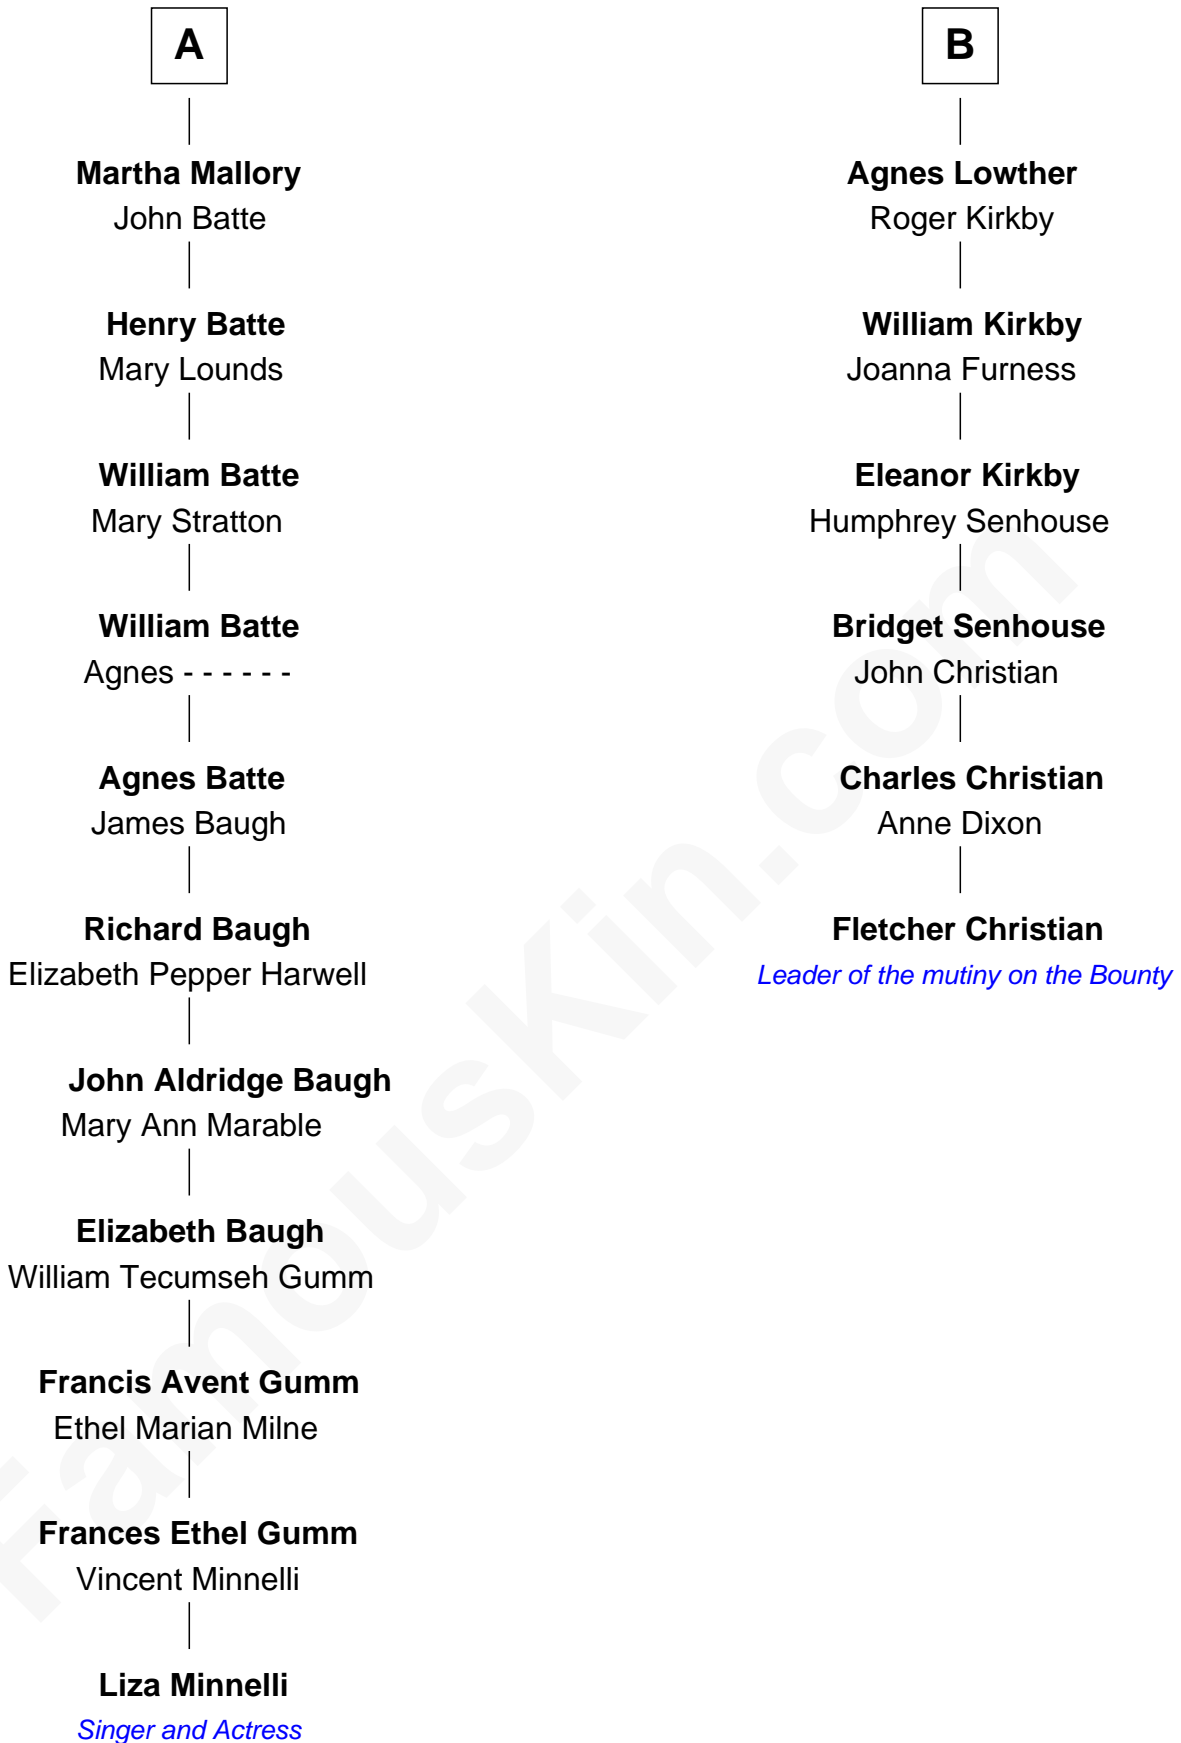 A
Martha Mallory
John Batte
Henry Batte
Mary Lounds
William Batte
Mary Stratton
William Batte
Agnes - - - - - -
Agnes Batte
James Baugh
Richard Baugh
Elizabeth Pepper Harwell
John Aldridge Baugh
Mary Ann Marable
Elizabeth Baugh
William Tecumseh Gumm
Francis Avent Gumm
Ethel Marian Milne
Frances Ethel Gumm
Vincent Minnelli
Liza Minnelli
Singer and Actress
B
Agnes Lowther
Roger Kirkby
William Kirkby
Joanna Furness
Eleanor Kirkby
Humphrey Senhouse
Bridget Senhouse
John Christian
Charles Christian
Anne Dixon
Fletcher Christian
Leader of the mutiny on the Bounty
FamousKin.com